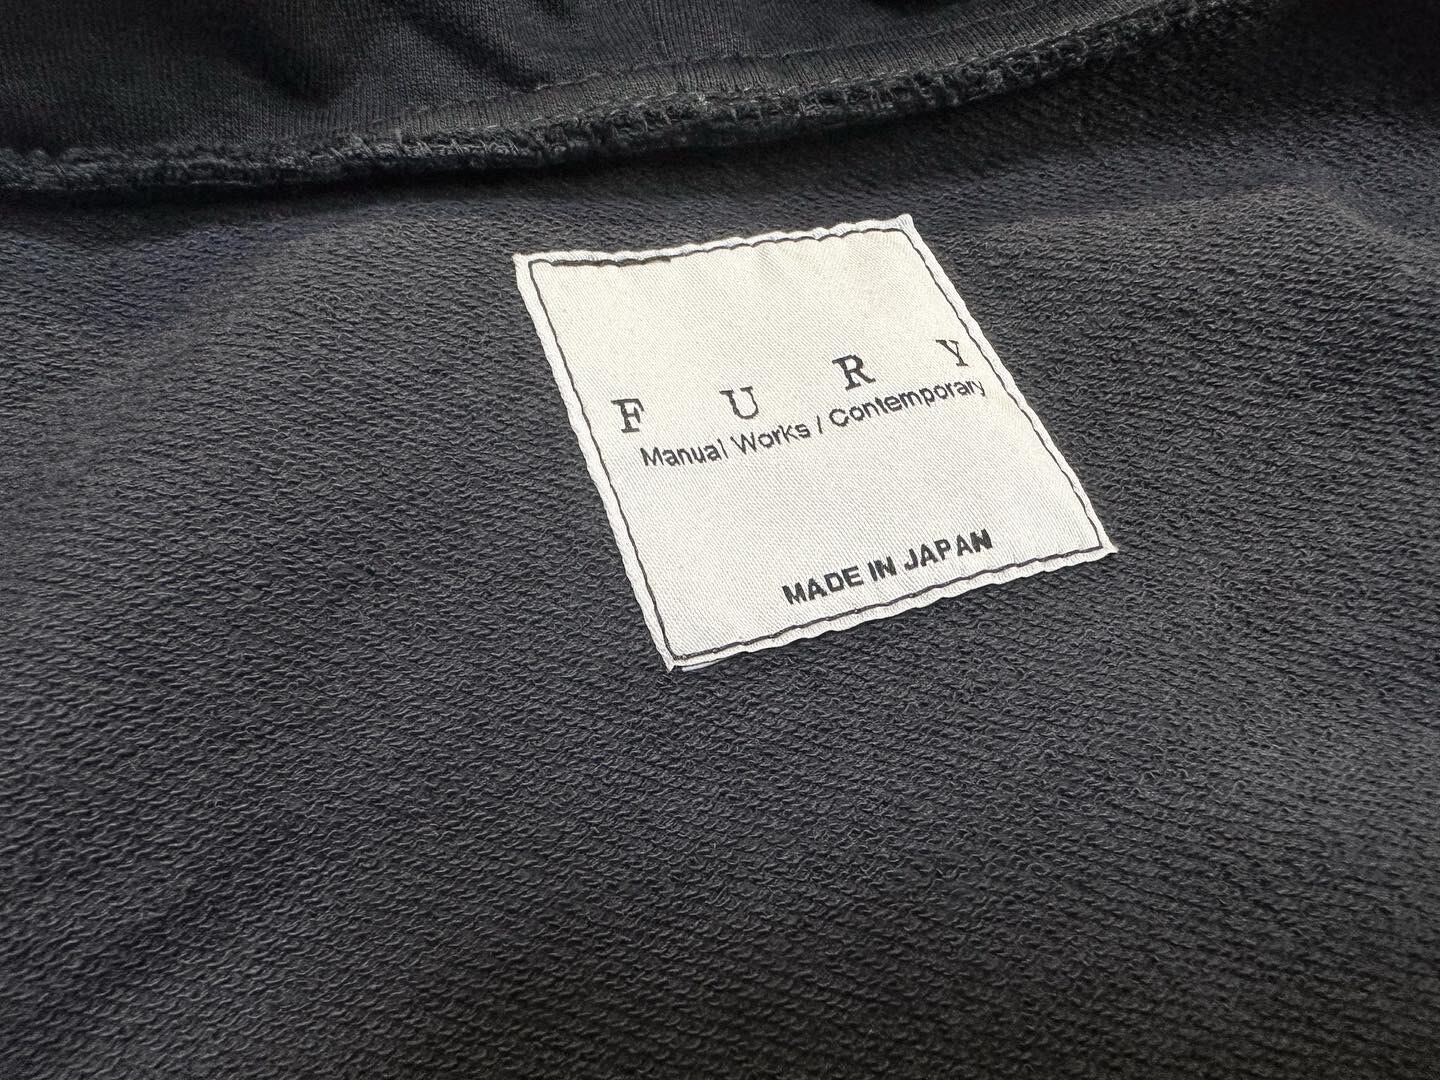 F U R Y
Manual Works / Contemporary
MADE IN JAPAN